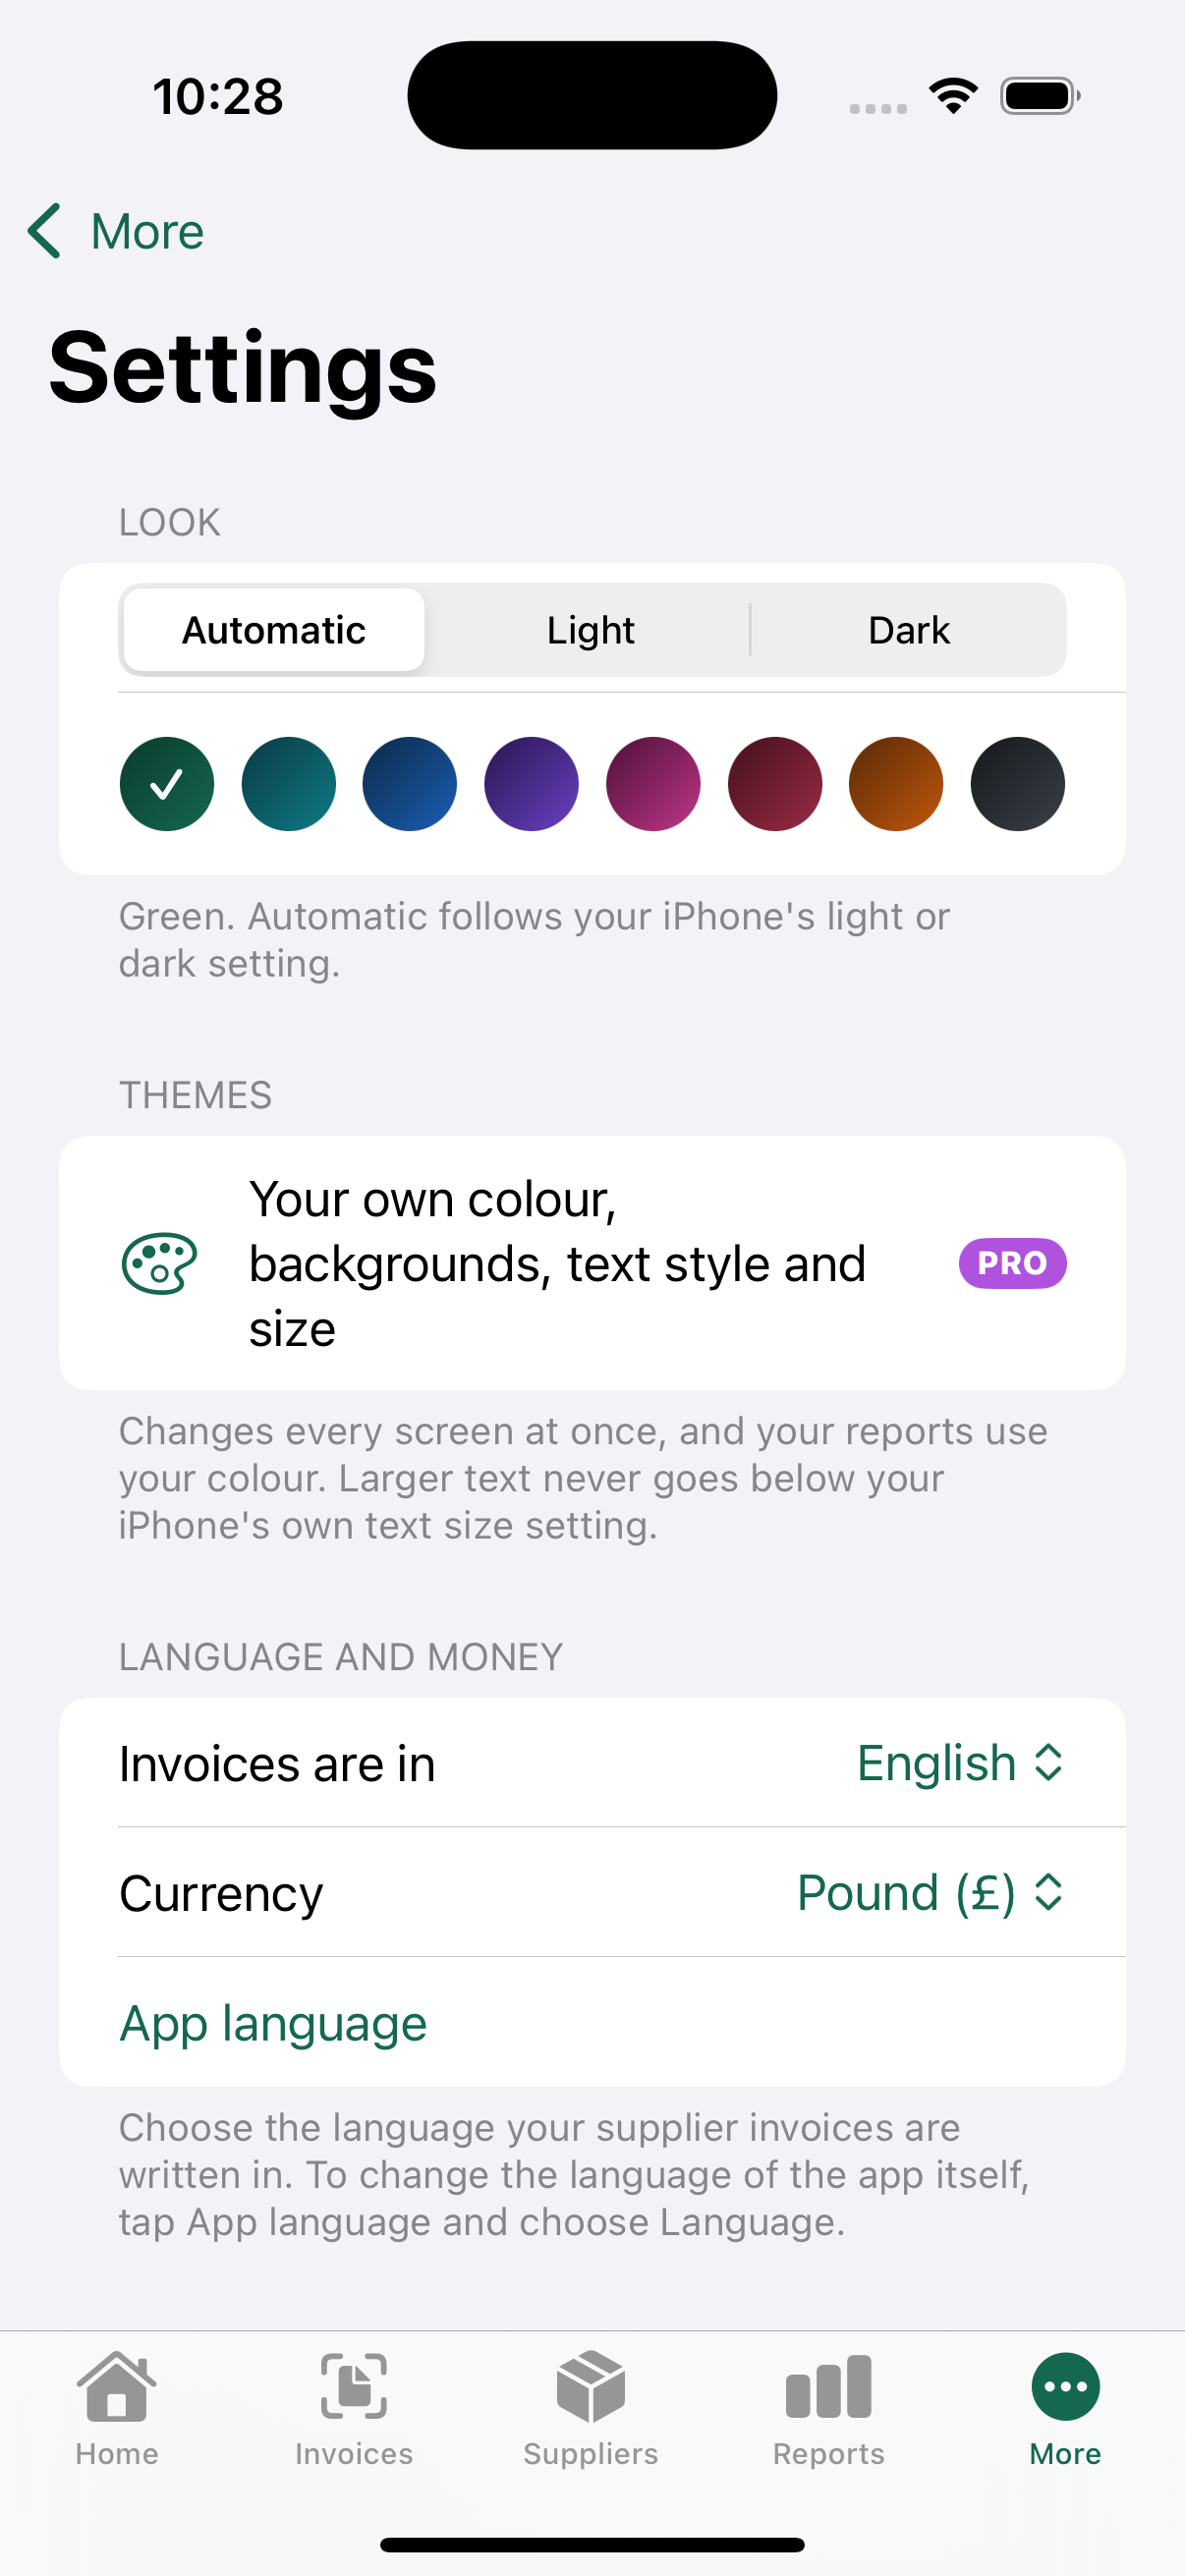 10:28
More
Settings
LOOK
Automatic
Light
Dark
Green. Automatic follows your iPhone's light or
dark setting.
THEMES
Your own colour,
backgrounds, text style and
size
PRO
Changes every screen at once, and your reports use
your colour. Larger text never goes below your
iPhone's own text size setting.
LANGUAGE AND MONEY
Invoices are in
English
Currency
Pound (£)
App language
Choose the language your supplier invoices are
written in. To change the language of the app itself,
tap App language and choose Language.
Home
Invoices
Suppliers
Reports
More